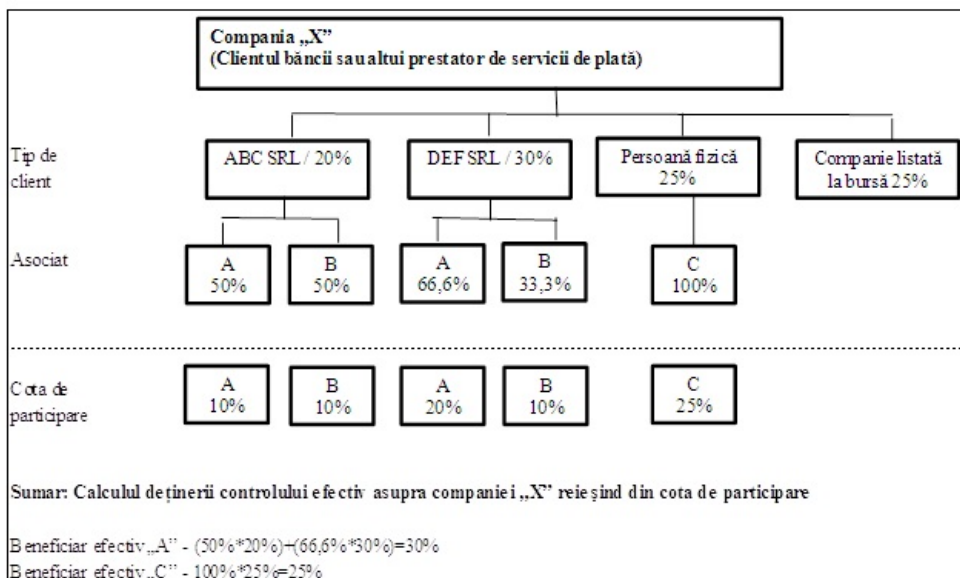 Compania „X”
(Clientul băncii sau altui prestator de servicii de plată)
Tip de
client
ABC SRL / 20%
DEF SRL / 30%
Persoană fizică
25%
Companie listată
la bursă 25%
Asociat
A
50%
B
50%
A
66,6%
B
33,3%
C
100%
Cota de
participare
A
10%
B
10%
A
20%
B
10%
C
25%
Sumar: Calculul deținerii controlului efectiv asupra companiei „X” reieșind din cota de participare
Beneficiar efectiv „A” - (50%*20%)+(66,6%*30%)=30%
Beneficiar efectiv „C” - 100%*25%=25%